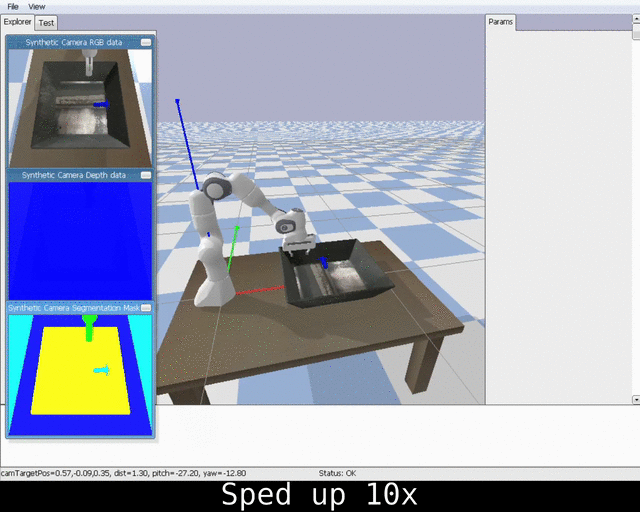 File View
Explorer Test
Params
Synthetic Camera RGB data
Synthetic Camera Depth data
Synthetic Camera Segmentation Mask
camTargetPos=0.57,-0.09,0.35, dist=1.30, pitch=-27.20, yaw=-12.80 Status: OK
Sped up 10x